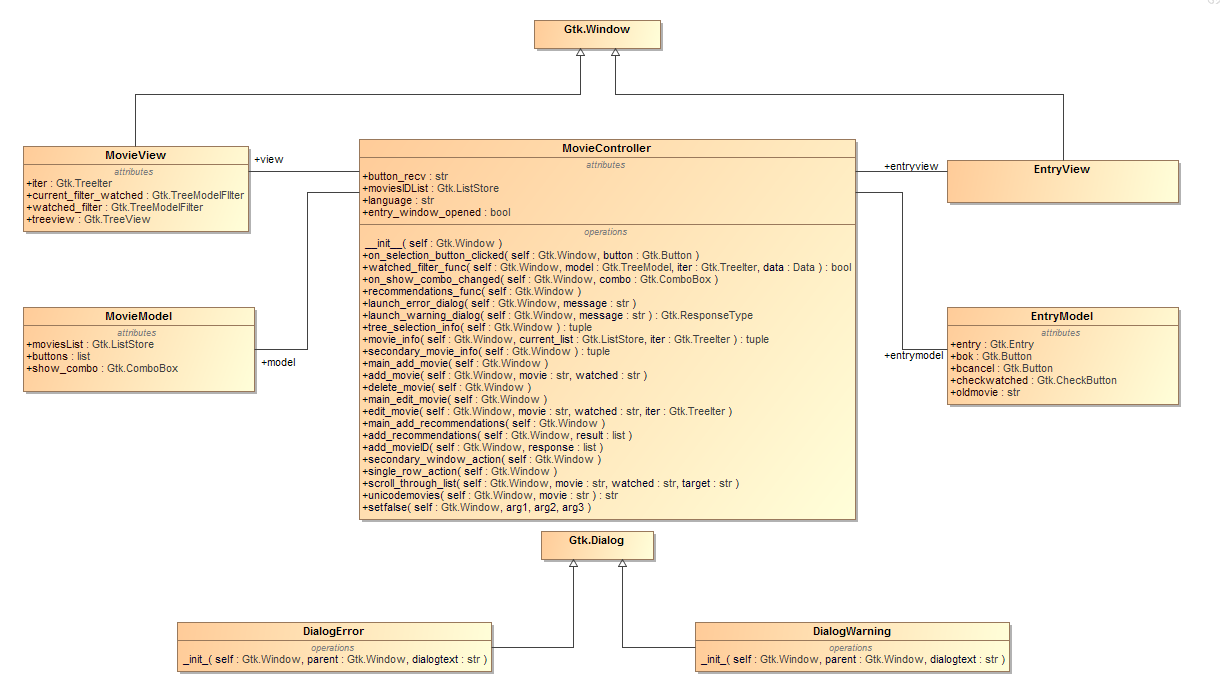 Gtk.Window
MovieView
attributes
+iter : Gtk.TreeIter
+current_filter_watched : Gtk.TreeModelFIlter
+watched_filter : Gtk.TreeModelFilter
+treeview : Gtk.TreeView
+view
MovieController
attributes
+button_recv : str
+moviesIDList : Gtk.ListStore
+language : str
+entry_window_opened : bool
operations
__init__( self : Gtk.Window )
+on_selection_button_clicked( self : Gtk.Window, button : Gtk.Button )
+watched_filter_func( self : Gtk.Window, model : Gtk.TreeModel, iter : Gtk.TreeIter, data : Data ) : bool
+on_show_combo_changed( self : Gtk.Window, combo : Gtk.ComboBox )
+recommendations_func( self : Gtk.Window )
+launch_error_dialog( self : Gtk.Window, message : str )
+launch_warning_dialog( self : Gtk.Window, message : str ) : Gtk.ResponseType
+tree_selection_info( self : Gtk.Window ) : tuple
+movie_info( self : Gtk.Window, current_list : Gtk.ListStore, iter : Gtk.TreeIter ) : tuple
+secondary_movie_info( self : Gtk.Window ) : tuple
+main_add_movie( self : Gtk.Window )
+add_movie( self : Gtk.Window, movie : str, watched : str )
+delete_movie( self : Gtk.Window )
+main_edit_movie( self : Gtk.Window )
+edit_movie( self : Gtk.Window, movie : str, watched : str, iter : Gtk.TreeIter )
+main_add_recommendations( self : Gtk.Window )
+add_recommendations( self : Gtk.Window, result : list )
+add_movieID( self : Gtk.Window, response : list )
+secondary_window_action( self : Gtk.Window )
+single_row_action( self : Gtk.Window )
+scroll_through_list( self : Gtk.Window, movie : str, watched : str, target : str )
+unicodemovies( self : Gtk.Window, movie : str ) : str
+setfalse( self : Gtk.Window, arg1, arg2, arg3 )
+entryview
EntryView
MovieModel
attributes
+moviesList : Gtk.ListStore
+buttons : list
+show_combo : Gtk.ComboBox
+model
+entrymodel
EntryModel
attributes
+entry : Gtk.Entry
+bok : Gtk.Button
+bcancel : Gtk.Button
+checkwatched : Gtk.CheckButton
+oldmovie : str
Gtk.Dialog
DialogError
operations
_init_( self : Gtk.Window, parent : Gtk.Window, dialogtext : str )
DialogWarning
operations
_init_( self : Gtk.Window, parent : Gtk.Window, dialogtext : str )